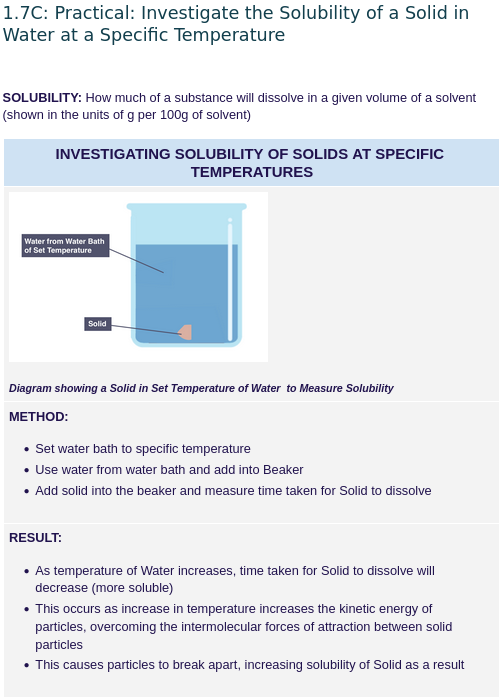 1.7C: Practical: Investigate the Solubility of a Solid in
Water at a Specific Temperature
SOLUBILITY: How much of a substance will dissolve in a given volume of a solvent
(shown in the units of g per 100g of solvent)
INVESTIGATING SOLUBILITY OF SOLIDS AT SPECIFIC
TEMPERATURES
Water from Water Bath
of Set Temperature
Solid
Diagram showing a Solid in Set Temperature of Water  to Measure Solubility
METHOD:
• Set water bath to specific temperature
• Use water from water bath and add into Beaker
• Add solid into the beaker and measure time taken for Solid to dissolve
RESULT:
• As temperature of Water increases, time taken for Solid to dissolve will
decrease (more soluble)
• This occurs as increase in temperature increases the kinetic energy of
particles, overcoming the intermolecular forces of attraction between solid
particles
• This causes particles to break apart, increasing solubility of Solid as a result